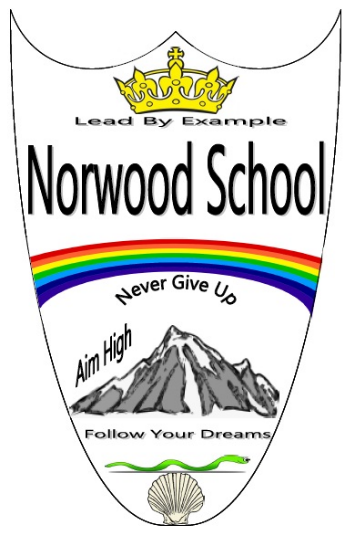 Lead By Example
Norwood School
Never Give Up
Aim High
Follow Your Dreams